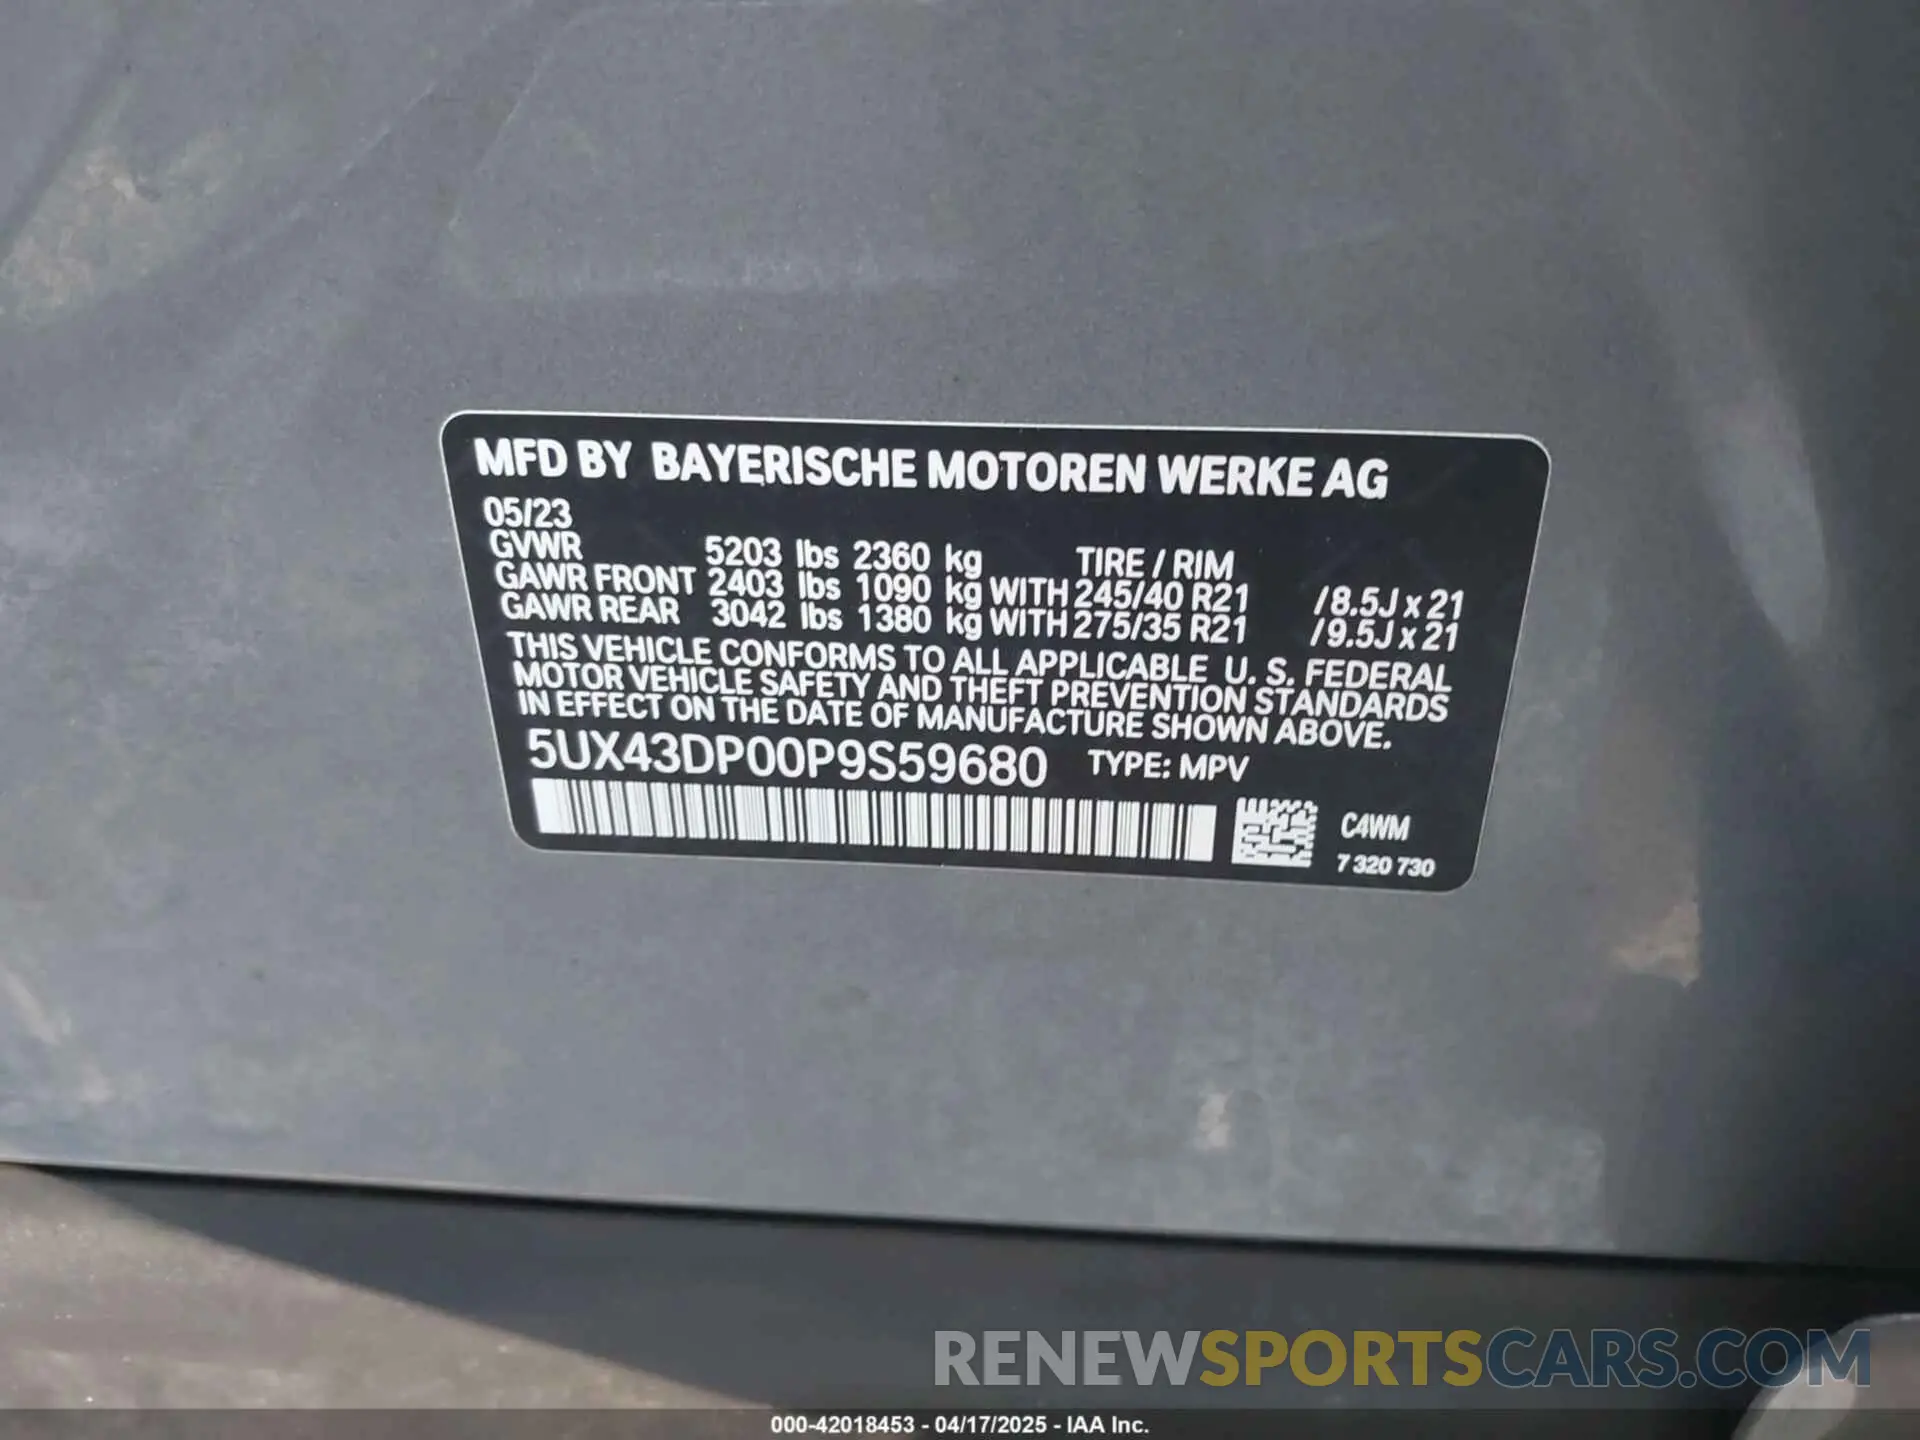 MFD BY BAYERISCHE MOTOREN WERKE AG
05/23
GVWR 5203 lbs 2360 kg TIRE / RIM
GAWR FRONT 2403 lbs 1090 kg WITH 245/40 R21 /8.5J x 21
GAWR REAR 3042 lbs 1380 kg WITH 275/35 R21 /9.5J x 21
THIS VEHICLE CONFORMS TO ALL APPLICABLE U. S. FEDERAL
MOTOR VEHICLE SAFETY AND THEFT PREVENTION STANDARDS
IN EFFECT ON THE DATE OF MANUFACTURE SHOWN ABOVE.
5UX43DP00P9S59680 TYPE: MPV
C4WM
7 320 730
RENEWSPORTSCARS.COM
000-42018453 - 04/17/2025 - IAA Inc.